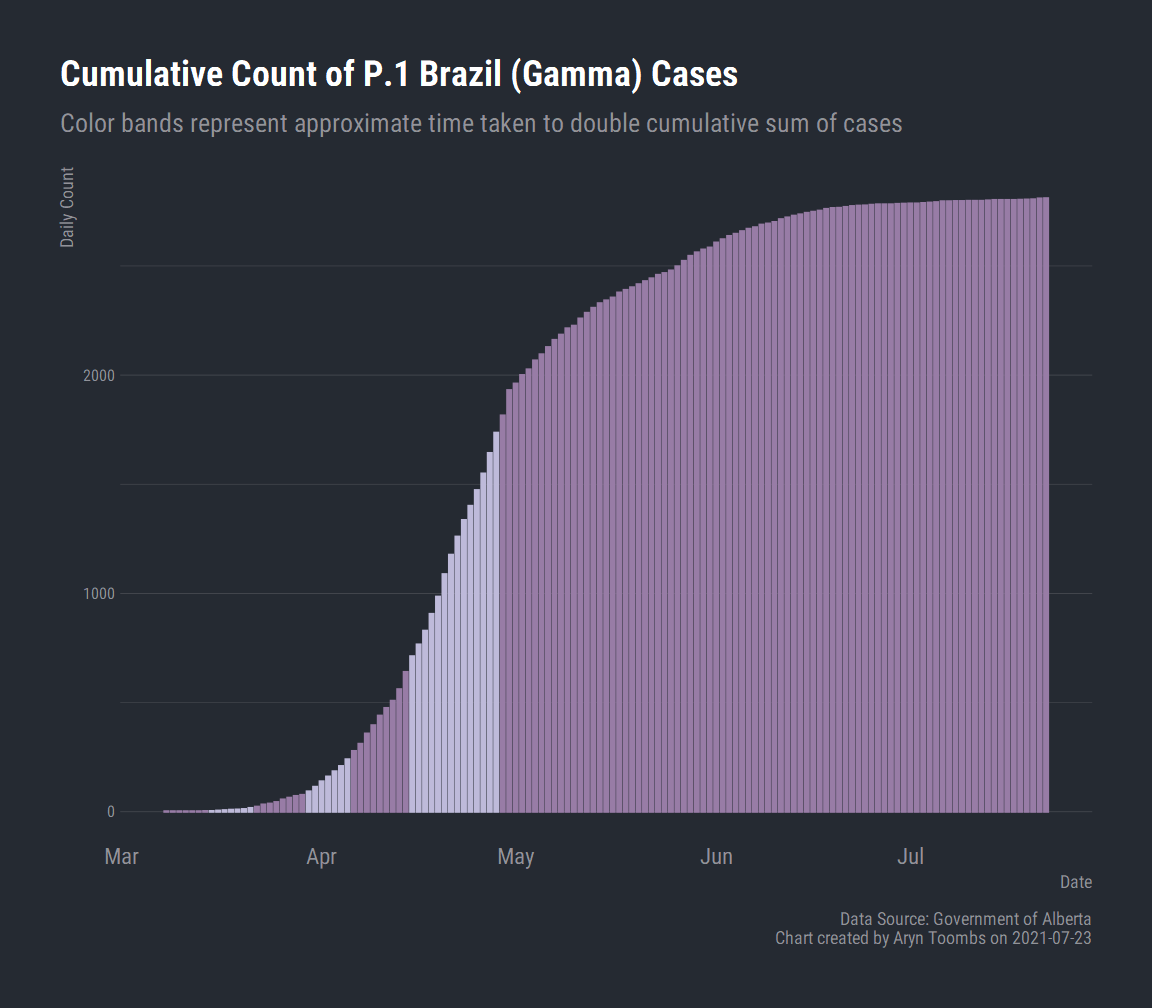 Cumulative Count of P.1 Brazil (Gamma) Cases
Color bands represent approximate time taken to double cumulative sum of cases
Daily Count
2000
1000
0
Mar Apr May Jun Jul
Date
Data Source: Government of Alberta
Chart created by Aryn Toombs on 2021-07-23